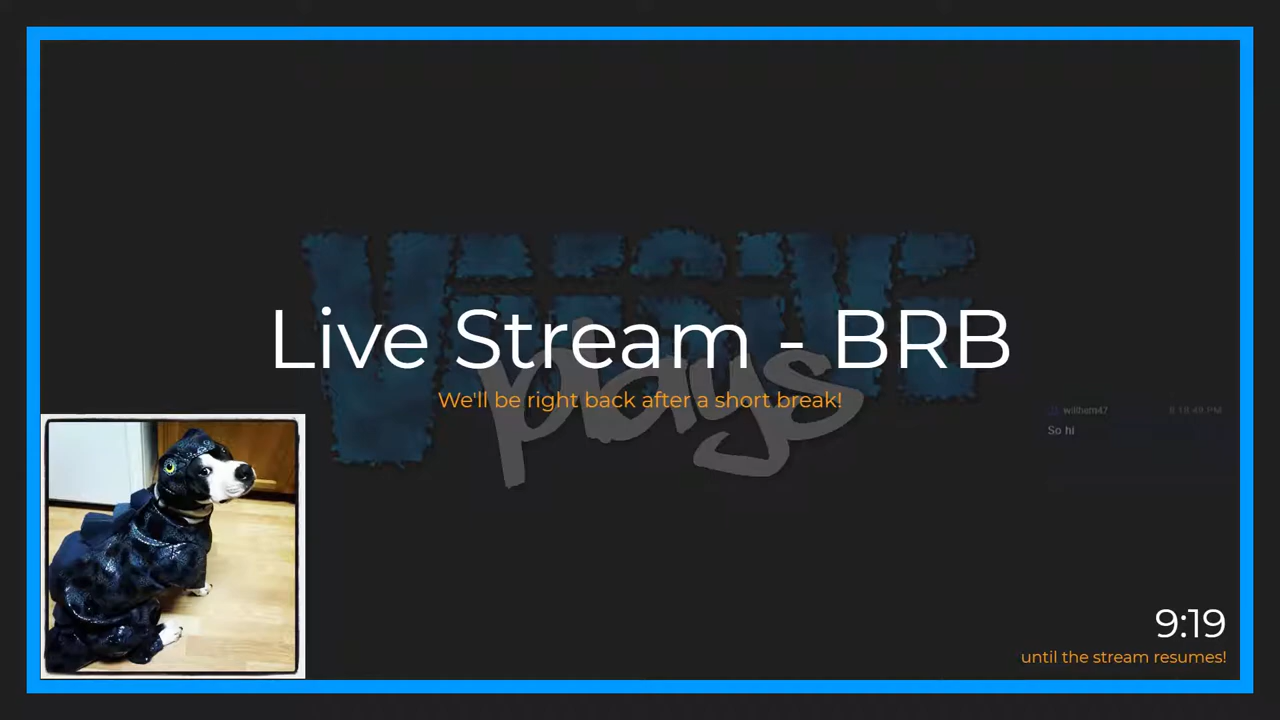 Live Stream - BRB
plays
We'll be right back after a short break!
So hi
9:19
until the stream resumes!